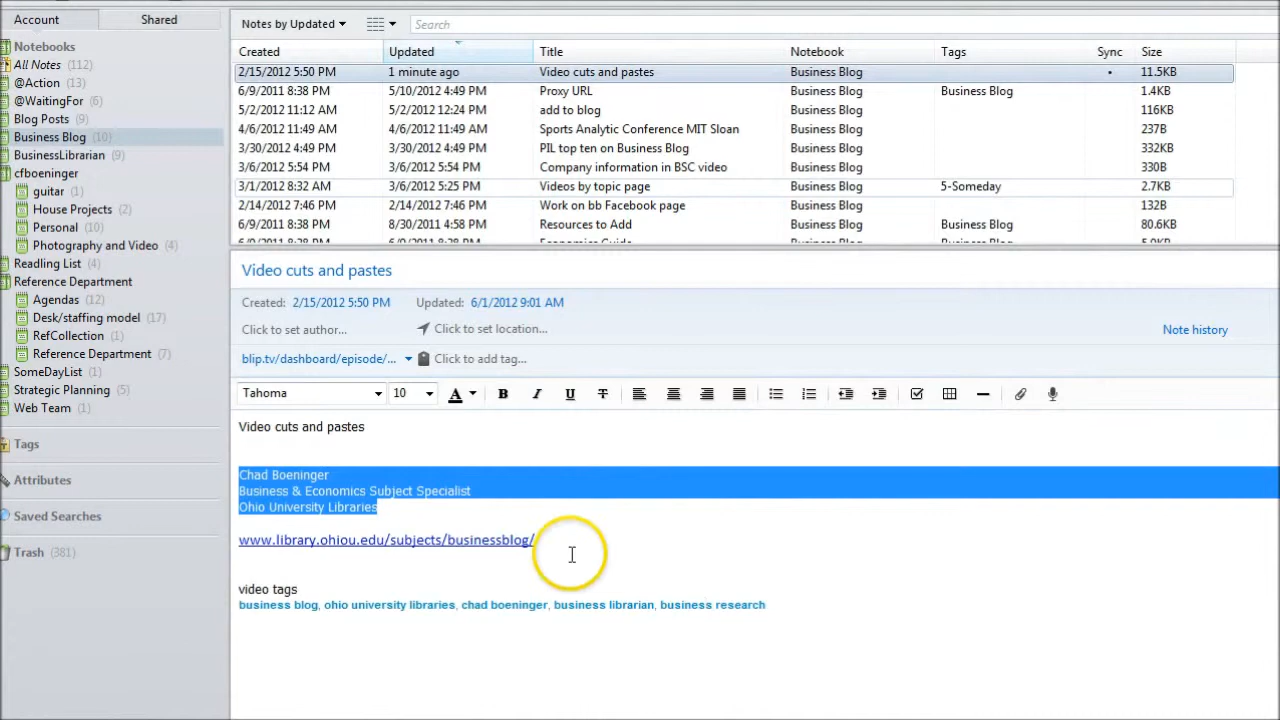 Account Shared
Notebooks
All Notes (112)
@Action (13)
@WaitingFor (6)
Blog Posts (9)
Business Blog (10)
BusinessLibrarian (9)
cfboeninger
guitar (1)
House Projects (2)
Personal (10)
Photography and Video (4)
Readling List (4)
Reference Department
Agendas (12)
Desk/staffing model (17)
RefCollection (1)
Reference Department (7)
SomeDayList (1)
Strategic Planning (5)
Web Team (1)
Tags
Attributes
Saved Searches
Trash (381)
Notes by Updated Search
Created Updated Title Notebook Tags Sync Size
2/15/2012 5:50 PM 1 minute ago Video cuts and pastes Business Blog • 11.5KB
6/9/2011 8:38 PM 5/10/2012 4:49 PM Proxy URL Business Blog Business Blog 1.4KB
5/2/2012 11:12 AM 5/2/2012 12:24 PM add to blog Business Blog 116KB
4/6/2012 11:49 AM 4/6/2012 11:49 AM Sports Analytic Conference MIT Sloan Business Blog 237B
3/30/2012 4:49 PM 3/30/2012 4:49 PM PIL top ten on Business Blog Business Blog 332KB
3/6/2012 5:54 PM 3/6/2012 5:54 PM Company information in BSC video Business Blog 330B
3/1/2012 8:32 AM 3/6/2012 5:25 PM Videos by topic page Business Blog 5-Someday 2.7KB
2/14/2012 7:46 PM 2/14/2012 7:46 PM Work on bb Facebook page Business Blog 132B
6/9/2011 8:38 PM 8/30/2011 4:58 PM Resources to Add Business Blog Business Blog 80.6KB
6/9/2011 8:38 PM Economics Guide Business Blog Business Blog
Video cuts and pastes
Created: 2/15/2012 5:50 PM Updated: 6/1/2012 9:01 AM
Click to set author... Click to set location... Note history
blip.tv/dashboard/episode/... Click to add tag...
Tahoma 10 A B I U T
Video cuts and pastes
Chad Boeninger
Business & Economics Subject Specialist
Ohio University Libraries
www.library.ohiou.edu/subjects/businessblog/
video tags
business blog, ohio university libraries, chad boeninger, business librarian, business research